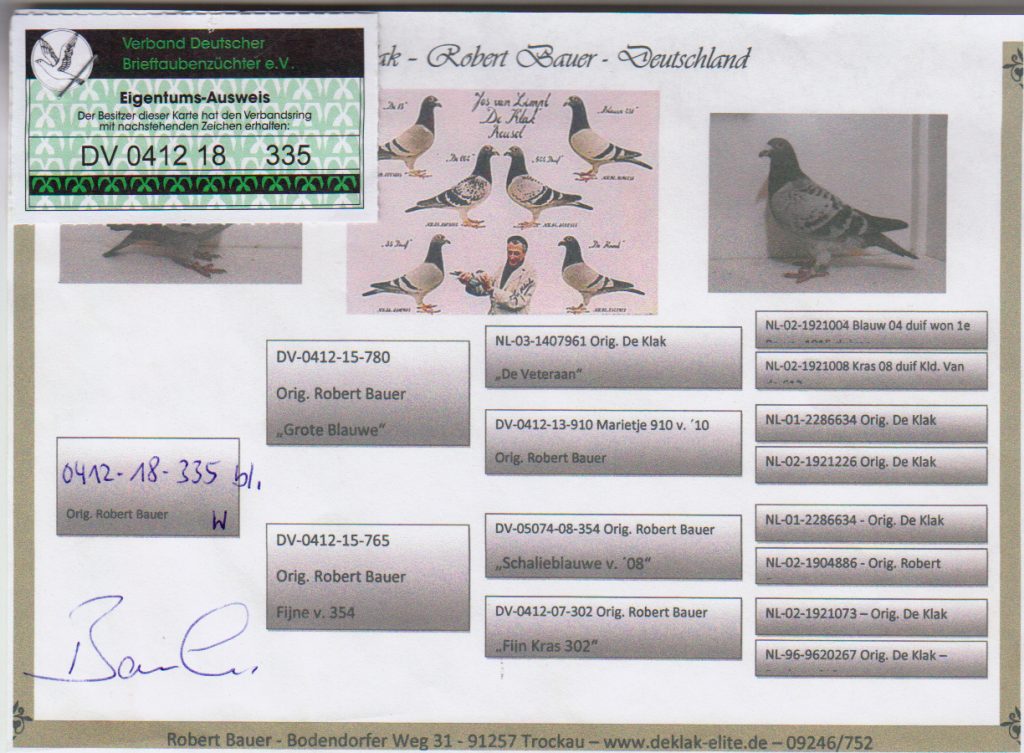 Verband Deutscher
Brieftaubenzüchter e.V.
Eigentums-Ausweis
Der Besitzer dieser Karte hat den Verbandsring
mit nachstehenden Zeichen erhalten:
DV 0412 18 335
ak - Robert Bauer - Deutschland
Jos van Limpt
De Klak
Reusel
DV-0412-15-780
Orig. Robert Bauer
„Grote Blauwe“
NL-03-1407961 Orig. De Klak
„De Veteraan“
DV-0412-13-910 Marietje 910 v. ´10
Orig. Robert Bauer
NL-02-1921004 Blauw 04 duif won 1e
NL-02-1921008 Kras 08 duif Kld. Van
NL-01-2286634 Orig. De Klak
NL-02-1921226 Orig. De Klak
0412-18-335 bl.
Orig. Robert Bauer W
DV-0412-15-765
Orig. Robert Bauer
Fijne v. 354
DV-05074-08-354 Orig. Robert Bauer
„Schalieblauwe v. ´08“
DV-0412-07-302 Orig. Robert Bauer
„Fijn Kras 302“
NL-01-2286634 - Orig. De Klak
NL-02-1904886 - Orig. Robert
NL-02-1921073 – Orig. De Klak
NL-96-9620267 Orig. De Klak –
Robert Bauer - Bodendorfer Weg 31 - 91257 Trockau – www.deklak-elite.de – 09246/752